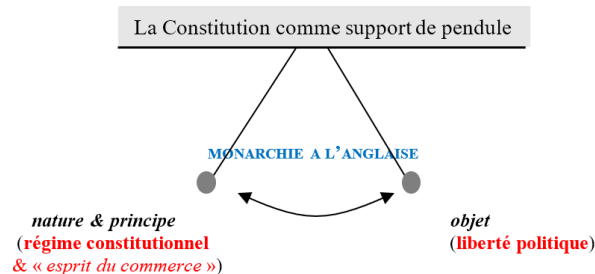 La Constitution comme support de pendule
MONARCHIE A L’ANGLAISE
nature & principe
(régime constitutionnel
& « esprit du commerce »)
objet
(liberté politique)